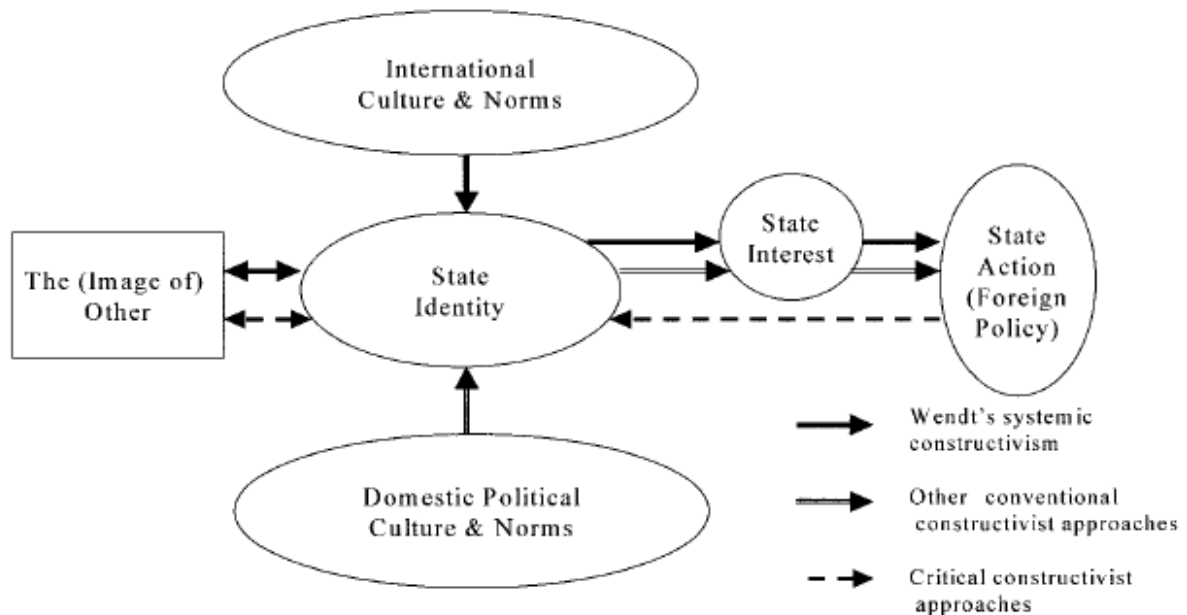 International
Culture & Norms
The (Image of)
Other
State
Identity
State
Interest
State
Action
(Foreign
Policy)
Domestic Political
Culture & Norms
Wendt's systemic
constructivism
Other conventional
constructivist approaches
Critical constructivist
approaches